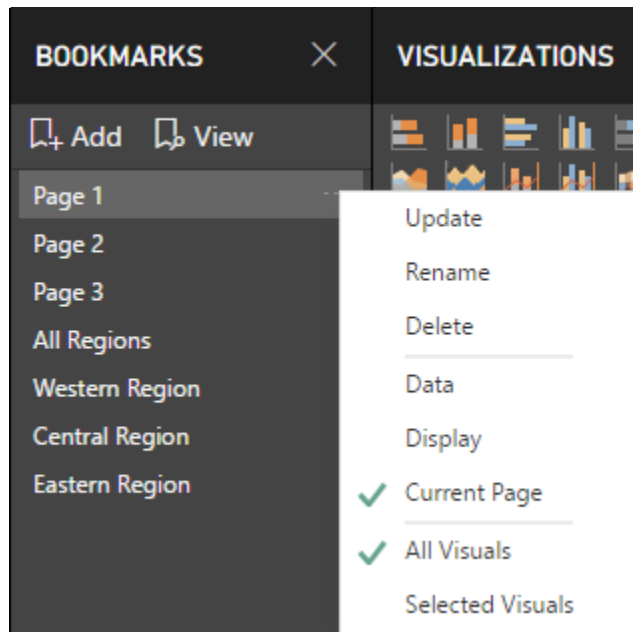 BOOKMARKS
VISUALIZATIONS
Add View
Page 1
Page 2
Page 3
All Regions
Western Region
Central Region
Eastern Region
Update
Rename
Delete
Data
Display
Current Page
All Visuals
Selected Visuals